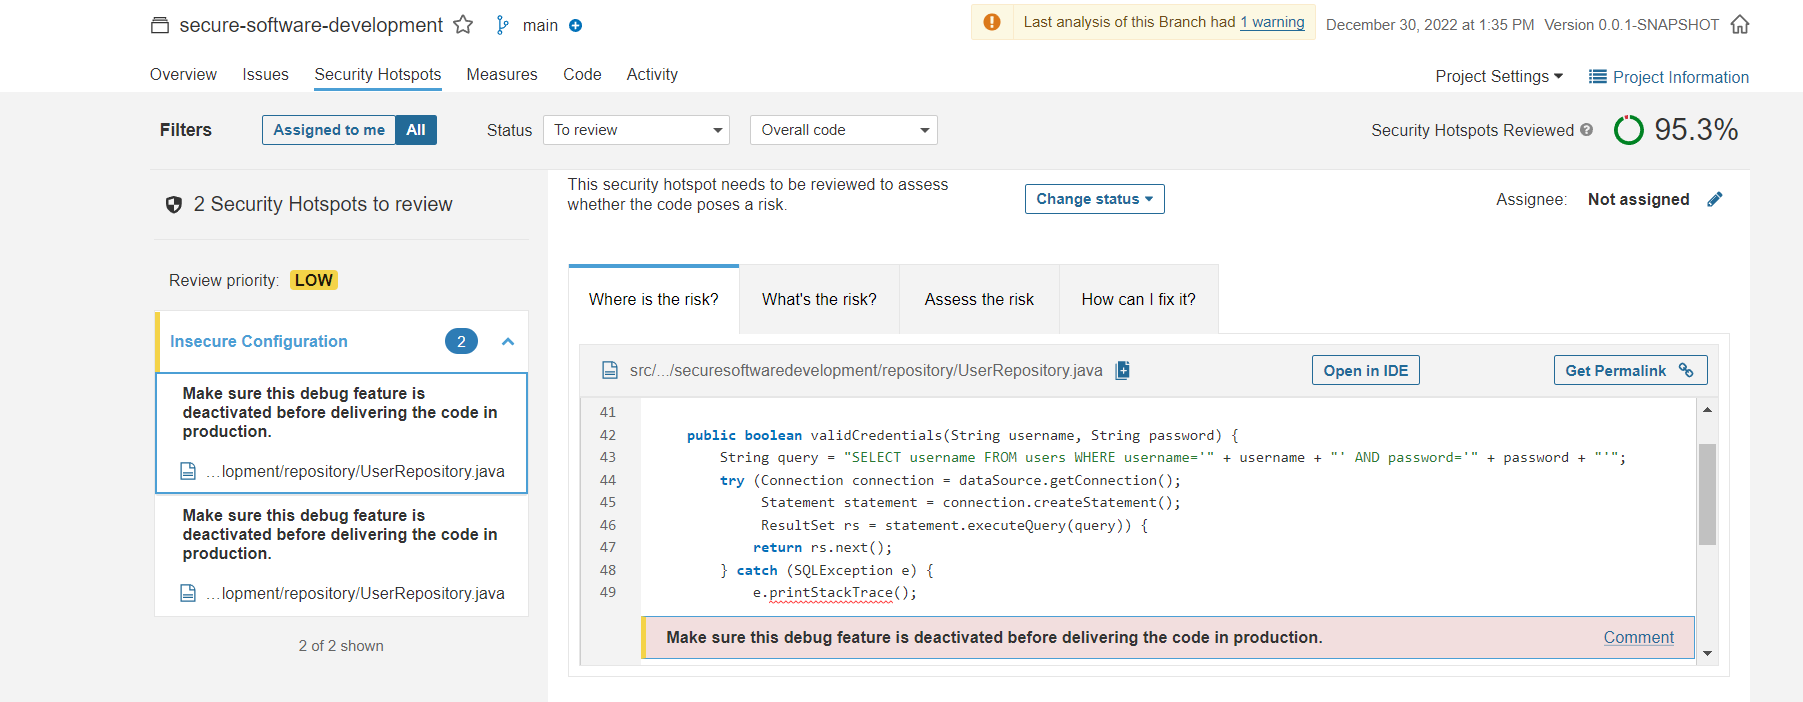 secure-software-development main
Last analysis of this Branch had 1 warning December 30, 2022 at 1:35 PM Version 0.0.1-SNAPSHOT
Overview Issues Security Hotspots Measures Code Activity
Project Settings Project Information
Filters Assigned to me All Status To review Overall code
Security Hotspots Reviewed 95.3%
2 Security Hotspots to review
Review priority: LOW
Insecure Configuration 2
Make sure this debug feature is
deactivated before delivering the code in
production.
...lopment/repository/UserRepository.java
Make sure this debug feature is
deactivated before delivering the code in
production.
...lopment/repository/UserRepository.java
2 of 2 shown
This security hotspot needs to be reviewed to assess
whether the code poses a risk.
Change status
Assignee: Not assigned
Where is the risk? What's the risk? Assess the risk How can I fix it?
src/.../securesoftwaredevelopment/repository/UserRepository.java
Open in IDE Get Permalink
41
42 public boolean validCredentials(String username, String password) {
43 String query = "SELECT username FROM users WHERE username='" + username + "' AND password='" + password + "'";
44 try (Connection connection = dataSource.getConnection();
45 Statement statement = connection.createStatement();
46 ResultSet rs = statement.executeQuery(query)) {
47 return rs.next();
48 } catch (SQLException e) {
49 e.printStackTrace();
Make sure this debug feature is deactivated before delivering the code in production. Comment